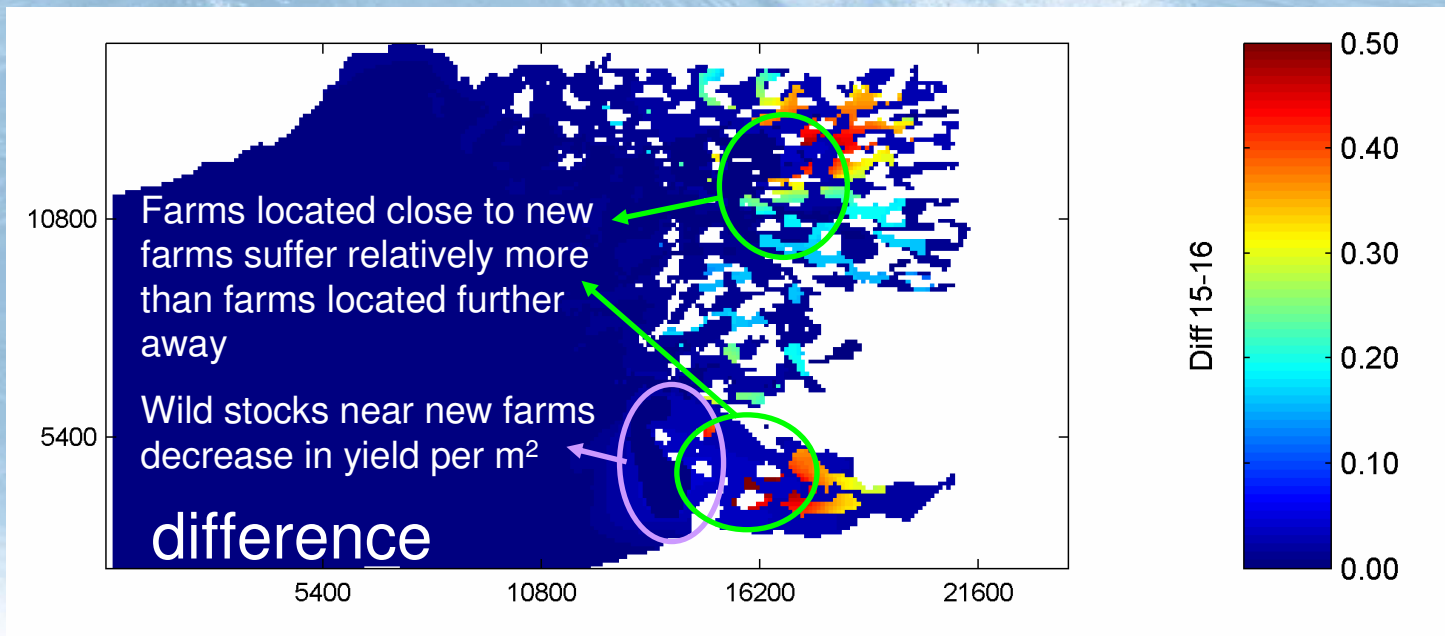 Farms located close to new
farms suffer relatively more
than farms located further
away
Wild stocks near new farms
decrease in yield per m²
difference
10800
5400
5400
10800
16200
21600
Diff 15-16
0.50
0.40
0.30
0.20
0.10
0.00